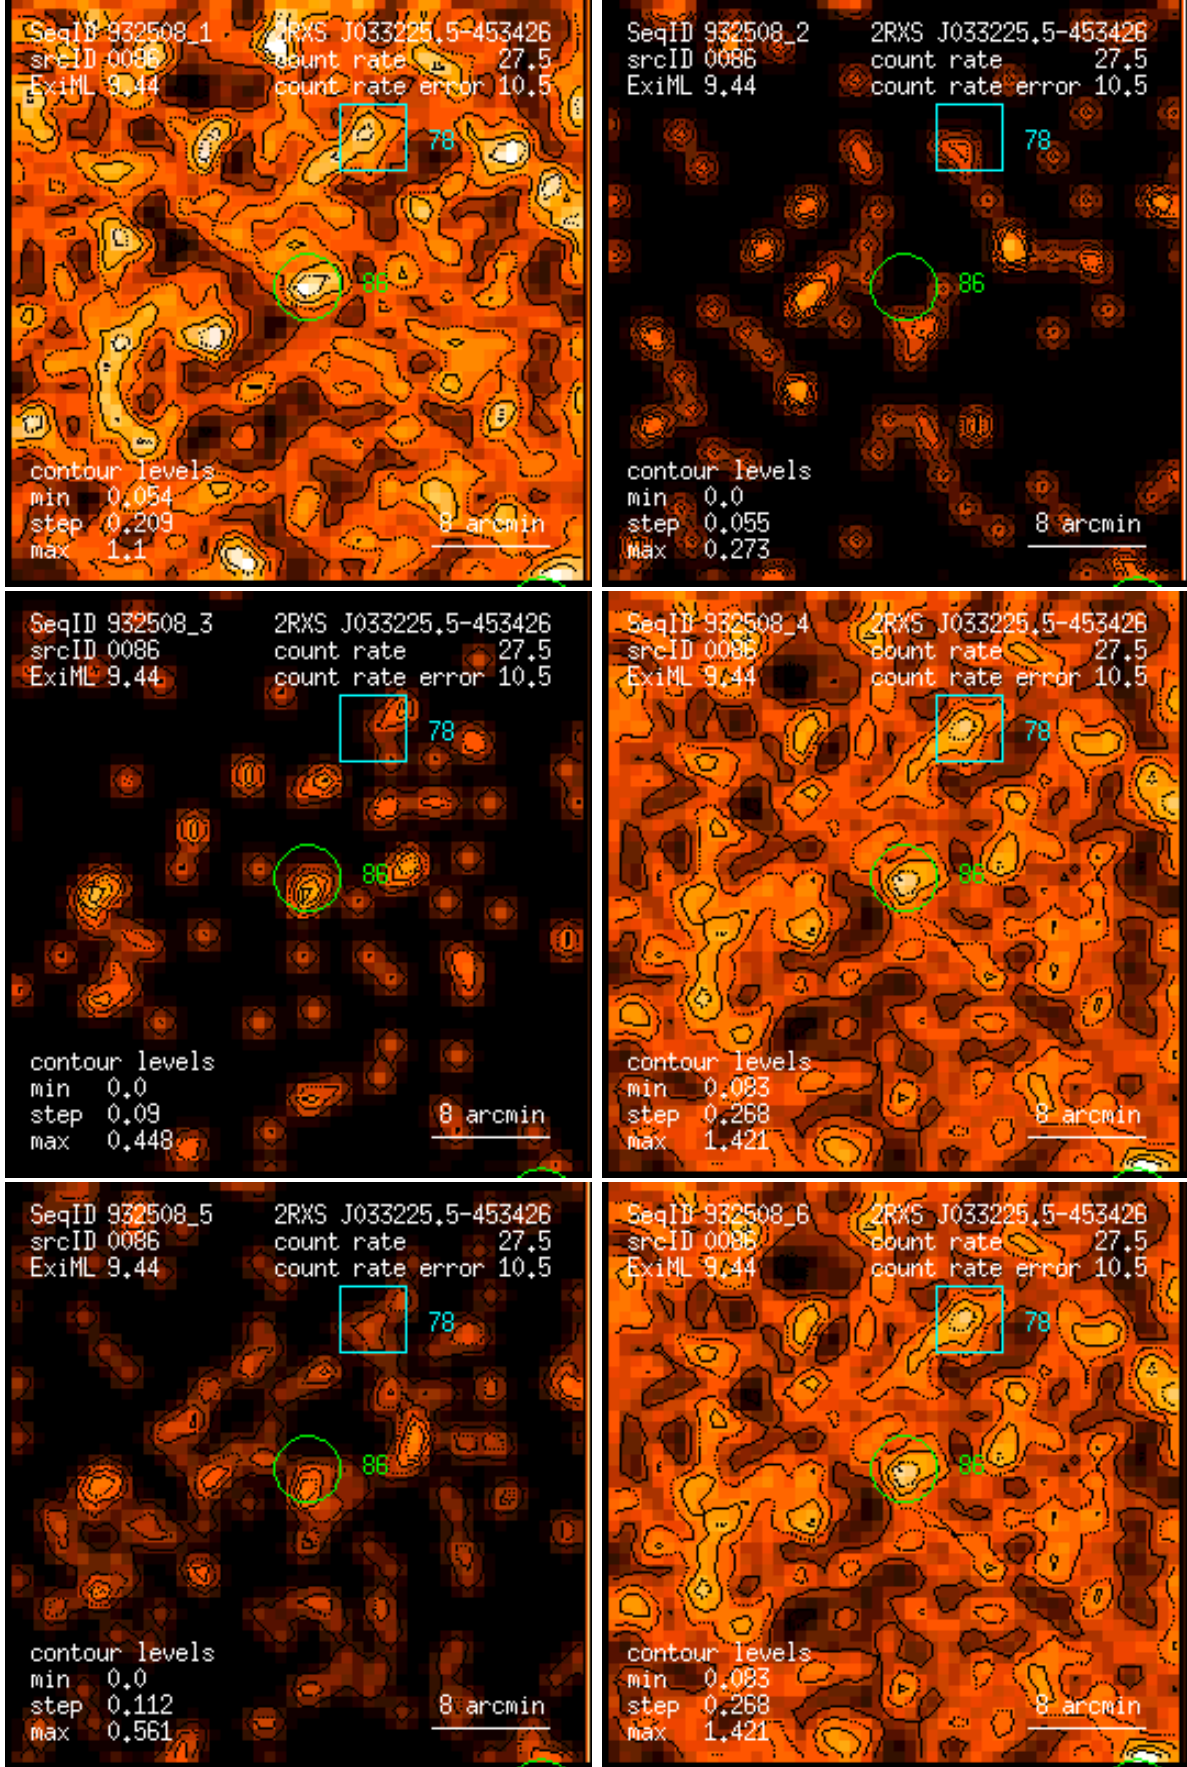 SeqID 932508_1 2RXS J033225.5-453426
srcID 0086 count rate 27.5
ExiML 9.44 count rate error 10.5
78
86
contour levels
min 0.054
step 0.209 8 arcmin
max 1.1
SeqID 932508_2 2RXS J033225.5-453426
srcID 0086 count rate 27.5
ExiML 9.44 count rate error 10.5
78
86
contour levels
min 0.0
step 0.055 8 arcmin
max 0.273
SeqID 932508_3 2RXS J033225.5-453426
srcID 0086 count rate 27.5
ExiML 9.44 count rate error 10.5
78
86
contour levels
min 0.0
step 0.09 8 arcmin
max 0.448
SeqID 932508_4 2RXS J033225.5-453426
srcID 0086 count rate 27.5
ExiML 9.44 count rate error 10.5
78
86
contour levels
min 0.083
step 0.268 8 arcmin
max 1.421
SeqID 932508_5 2RXS J033225.5-453426
srcID 0086 count rate 27.5
ExiML 9.44 count rate error 10.5
78
86
contour levels
min 0.0
step 0.112 8 arcmin
max 0.561
SeqID 932508_6 2RXS J033225.5-453426
srcID 0086 count rate 27.5
ExiML 9.44 count rate error 10.5
78
86
contour levels
min 0.083
step 0.268 8 arcmin
max 1.421